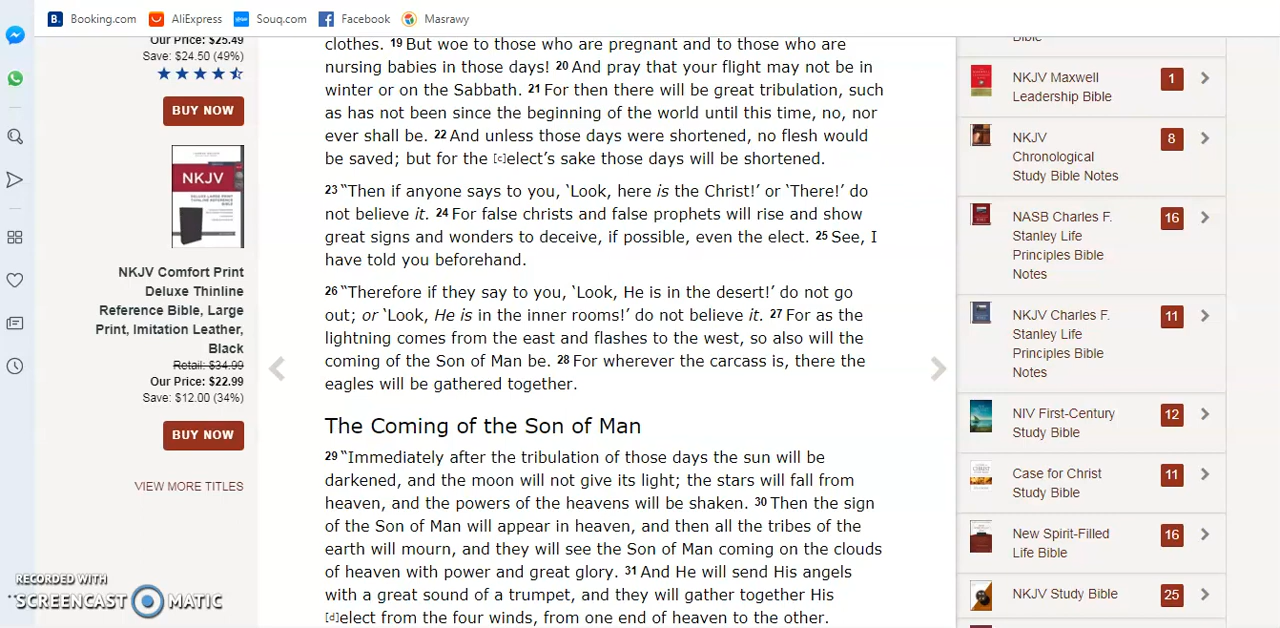 Booking.com AliExpress Souq.com Facebook Masrawy
Our Price: $25.49
Save: $24.50 (49%)
BUY NOW
NKJV
NKJV Comfort Print
Deluxe Thinline
Reference Bible, Large
Print, Imitation Leather,
Black
Retail: $34.99
Our Price: $22.99
Save: $12.00 (34%)
BUY NOW
VIEW MORE TITLES
clothes. 19 But woe to those who are pregnant and to those who are
nursing babies in those days! 20 And pray that your flight may not be in
winter or on the Sabbath. 21 For then there will be great tribulation, such
as has not been since the beginning of the world until this time, no, nor
ever shall be. 22 And unless those days were shortened, no flesh would
be saved; but for the [c]elect’s sake those days will be shortened.
23 “Then if anyone says to you, ‘Look, here is the Christ!’ or ‘There!’ do
not believe it. 24 For false christs and false prophets will rise and show
great signs and wonders to deceive, if possible, even the elect. 25 See, I
have told you beforehand.
26 “Therefore if they say to you, ‘Look, He is in the desert!’ do not go
out; or ‘Look, He is in the inner rooms!’ do not believe it. 27 For as the
lightning comes from the east and flashes to the west, so also will the
coming of the Son of Man be. 28 For wherever the carcass is, there the
eagles will be gathered together.
The Coming of the Son of Man
29 “Immediately after the tribulation of those days the sun will be
darkened, and the moon will not give its light; the stars will fall from
heaven, and the powers of the heavens will be shaken. 30 Then the sign
of the Son of Man will appear in heaven, and then all the tribes of the
earth will mourn, and they will see the Son of Man coming on the clouds
of heaven with power and great glory. 31 And He will send His angels
with a great sound of a trumpet, and they will gather together His
[d]elect from the four winds, from one end of heaven to the other.
Bible
NKJV Maxwell
Leadership Bible
1
NKJV
Chronological
Study Bible Notes
8
NASB Charles F.
Stanley Life
Principles Bible
Notes
16
NKJV Charles F.
Stanley Life
Principles Bible
Notes
11
NIV First-Century
Study Bible
12
Case for Christ
Study Bible
11
New Spirit-Filled
Life Bible
16
NKJV Study Bible
25
RECORDED WITH
SCREENCAST MATIC